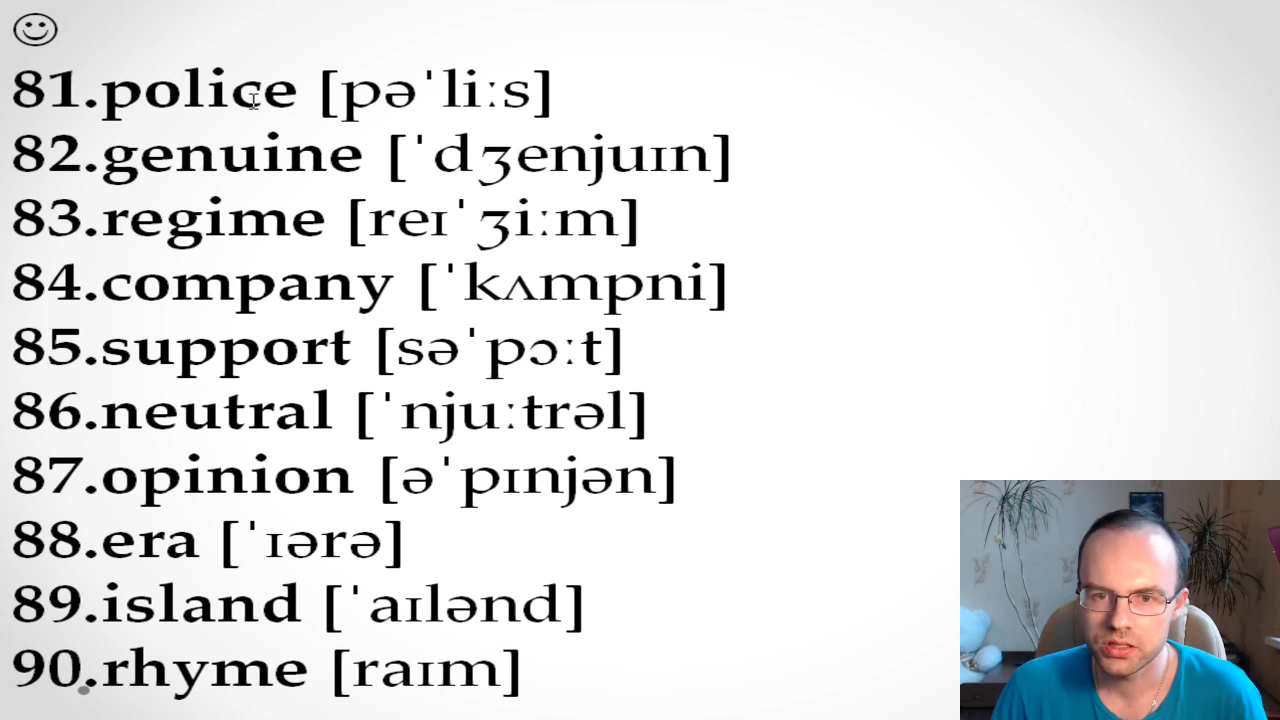 81.police [pəˈliːs]
82.genuine [ˈdʒenjuɪn]
83.regime [reɪˈʒiːm]
84.company [ˈkʌmpni]
85.support [səˈpɔːt]
86.neutral [ˈnjuːtrəl]
87.opinion [əˈpɪnjən]
88.era [ˈɪərə]
89.island [ˈaɪlənd]
90.rhyme [raɪm]